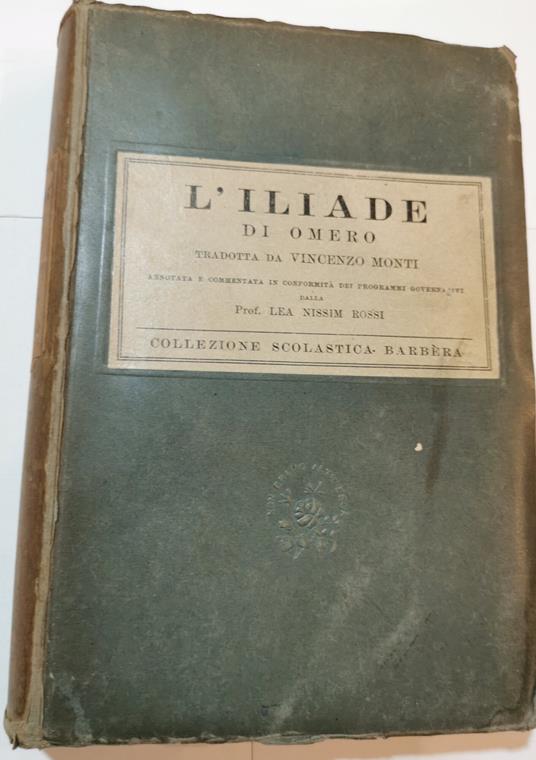 L'ILIADE
DI OMERO
TRADOTTA DA VINCENZO MONTI
ANNOTATA E COMMENTATA IN CONFORMITÀ DEI PROGRAMMI GOVERNATIVI
DALLA
Prof. LEA NISSIM ROSSI
COLLEZIONE SCOLASTICA BARBÈRA